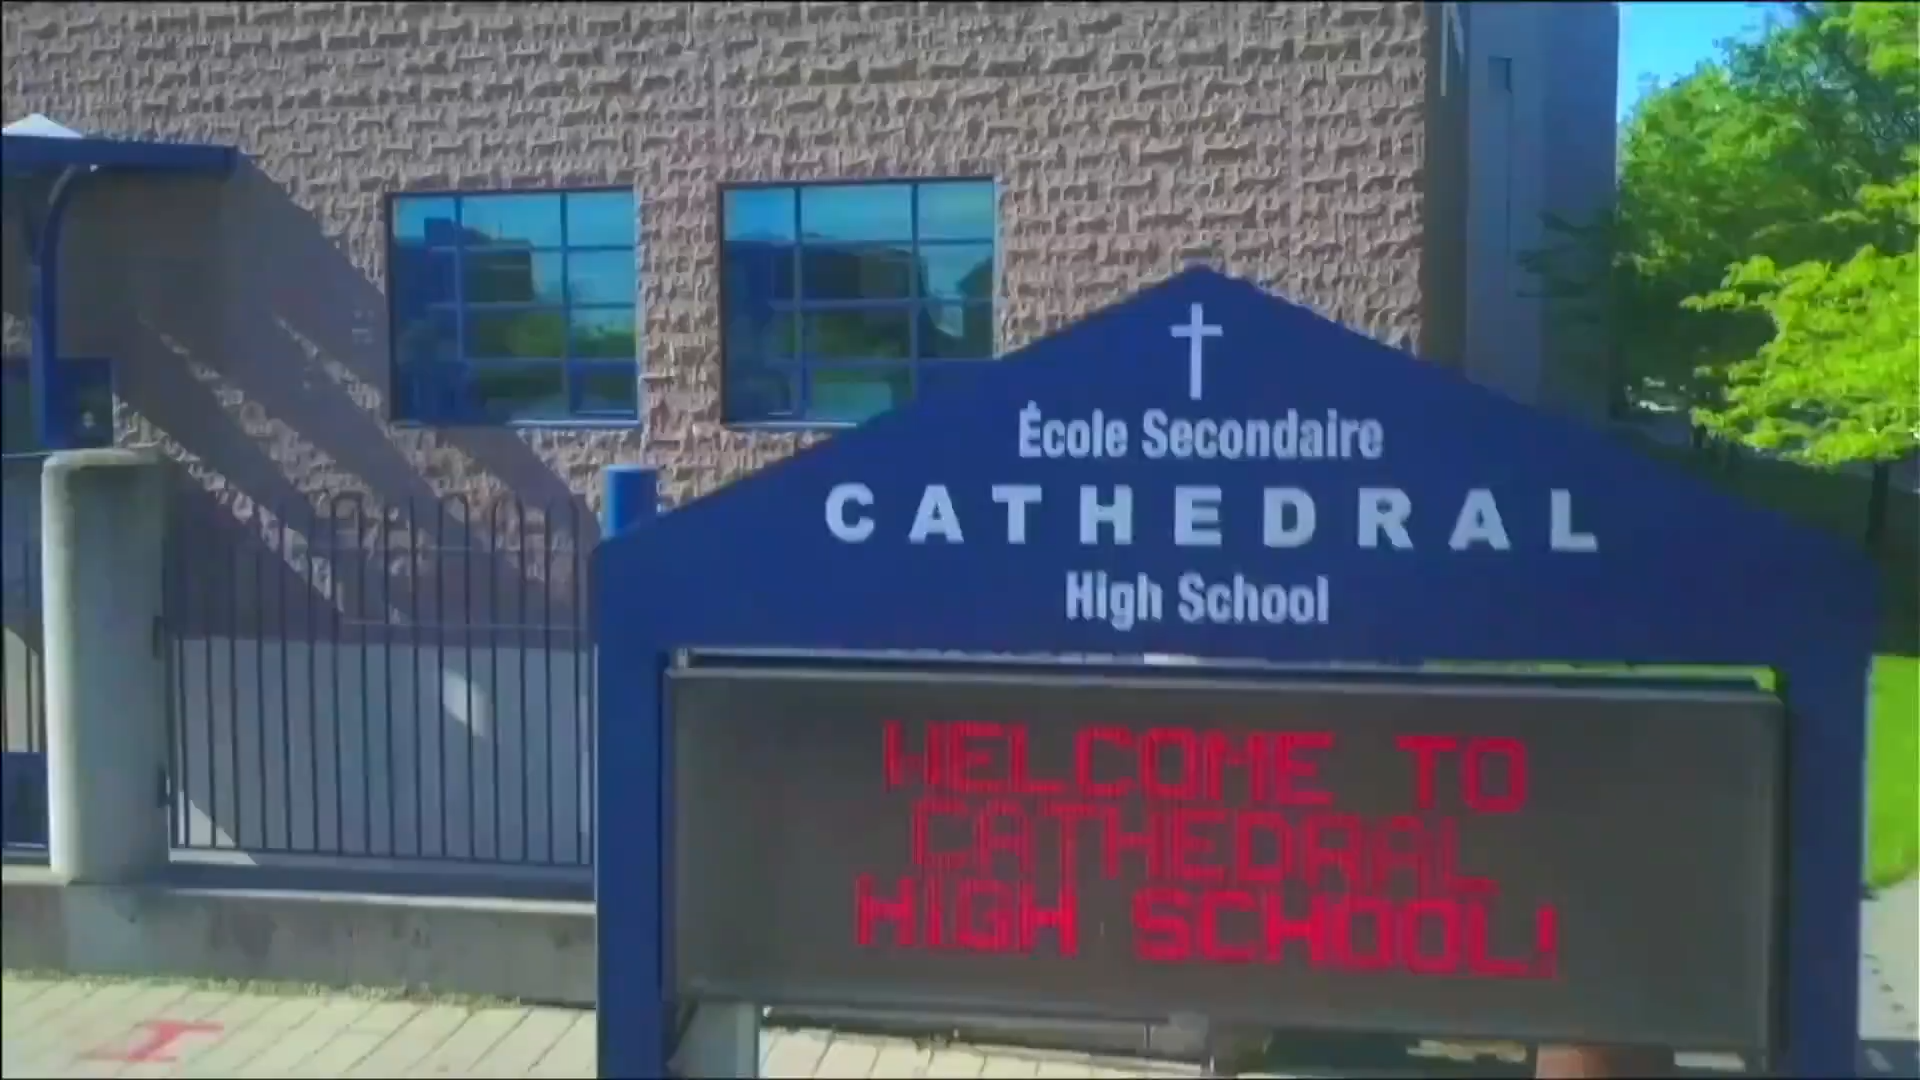 École Secondaire
CATHEDRAL
High School
WELCOME TO
CATHEDRAL
HIGH SCHOOL!